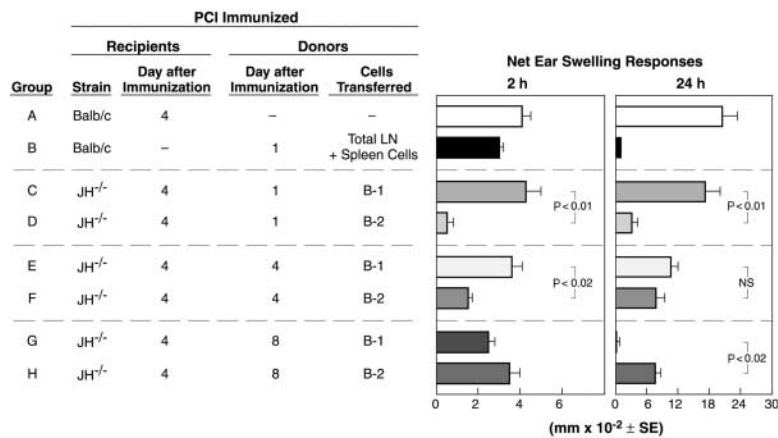 PCI Immunized
Recipients Donors
Group Strain Day after Immunization Day after Immunization Cells Transferred
Net Ear Swelling Responses
2 h 24 h
A Balb/c 4 – –
B Balb/c – 1 Total LN + Spleen Cells
C JH-/- 4 1 B-1 P < 0.01 P < 0.01
D JH-/- 4 1 B-2
E JH-/- 4 4 B-1 P < 0.02 NS
F JH-/- 4 4 B-2
G JH-/- 4 8 B-1 P < 0.02
H JH-/- 4 8 B-2
0 2 4 6 0 6 12 18 24 30
(mm x 10-2 ± SE)